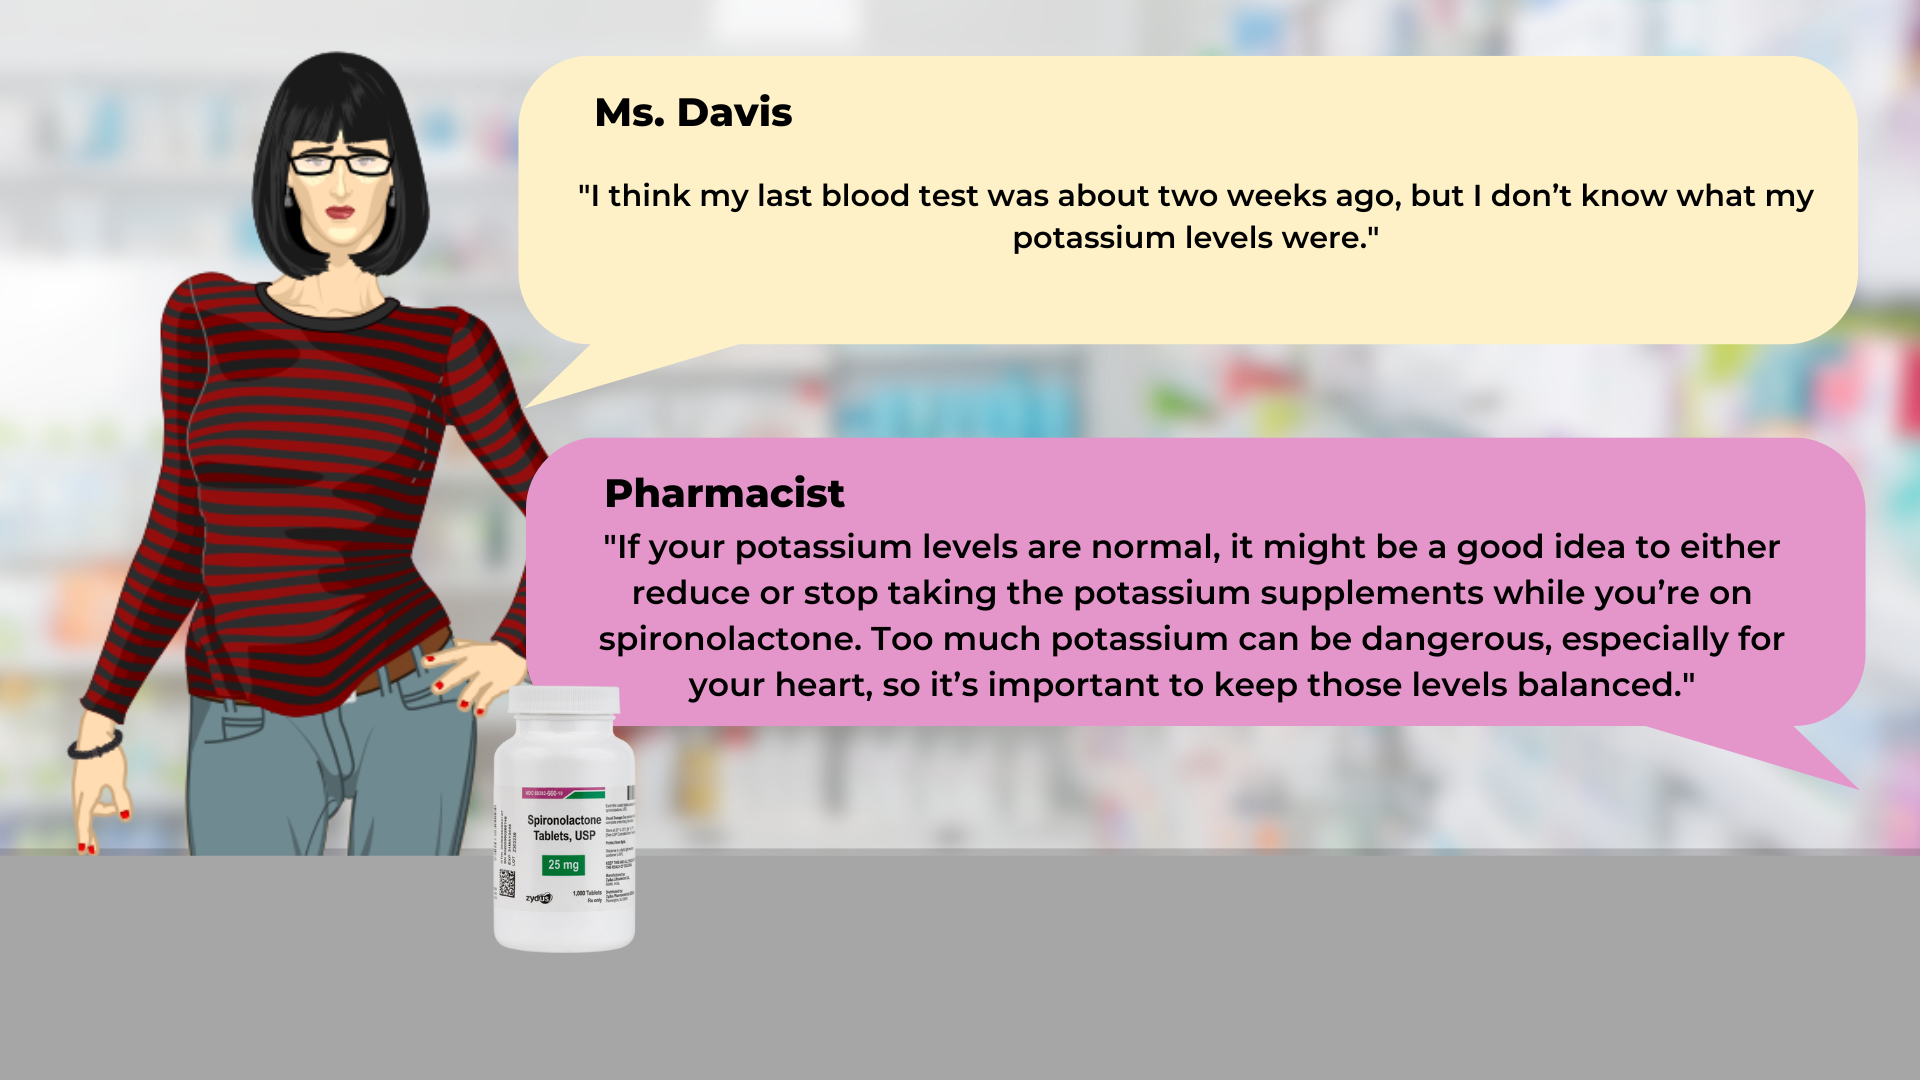 Ms. Davis
"I think my last blood test was about two weeks ago, but I don’t know what my
potassium levels were."
Pharmacist
"If your potassium levels are normal, it might be a good idea to either
reduce or stop taking the potassium supplements while you’re on
spironolactone. Too much potassium can be dangerous, especially for
your heart, so it’s important to keep those levels balanced."
Spironolactone
Tablets, USP
25 mg
1,000 Tablets
Rx only
zydus